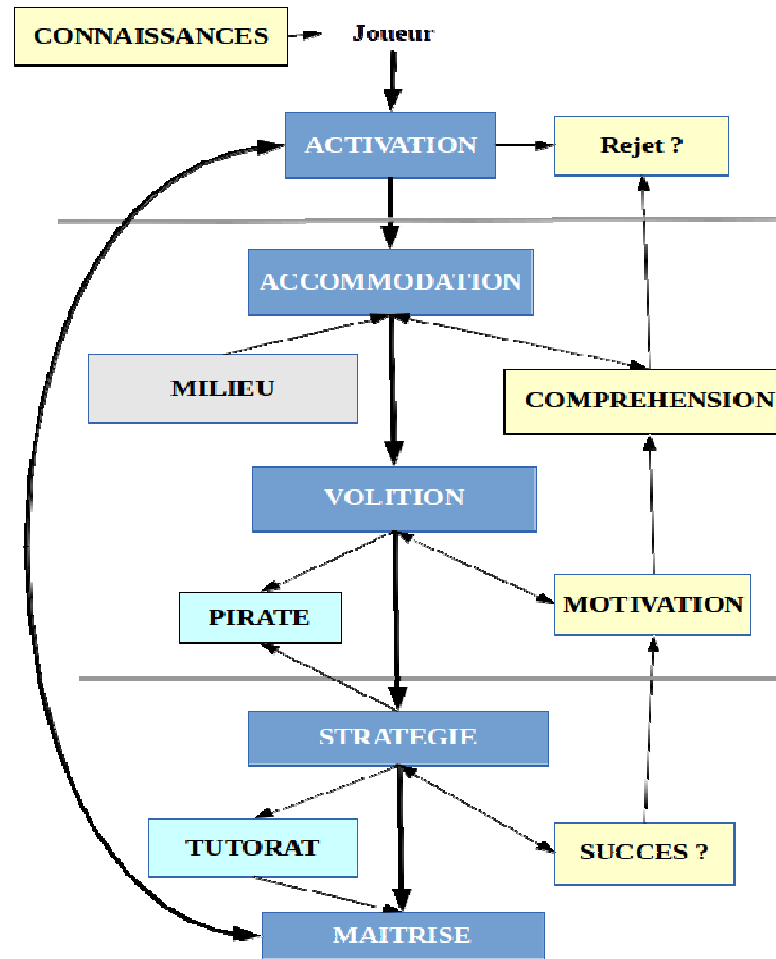 CONNAISSANCES
Joueur
ACTIVATION
Rejet ?
ACCOMMODATION
MILIEU
COMPREHENSION
VOLITION
PIRATE
MOTIVATION
STRATEGIE
TUTORAT
SUCCES ?
MAITRISE